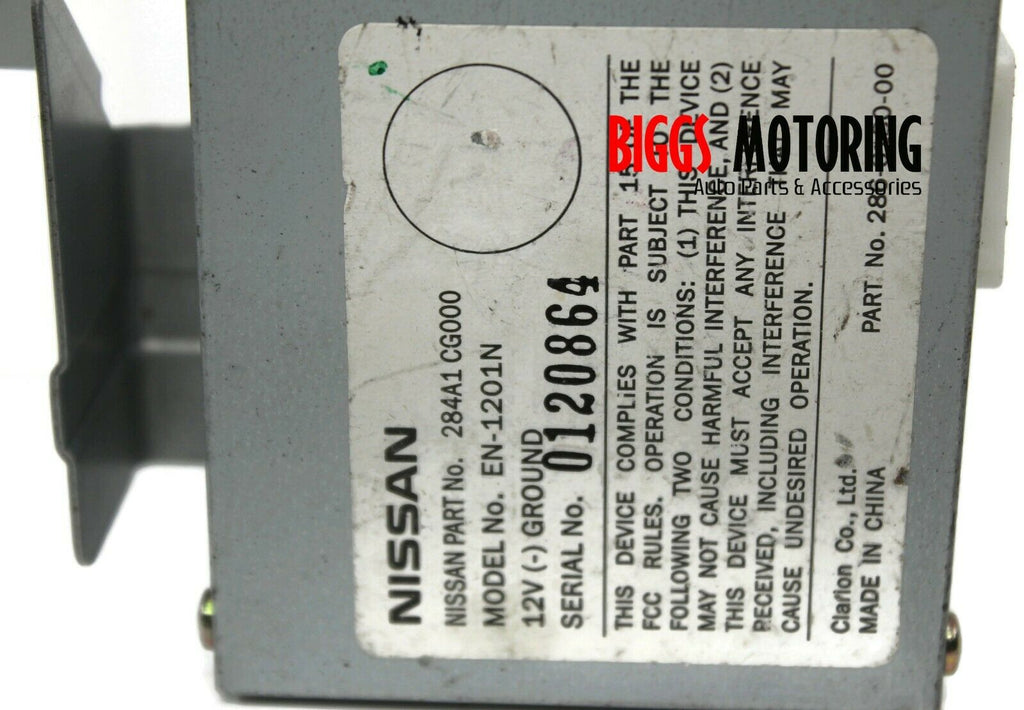 NISSAN
NISSAN PART No. 284A1 CG000
MODEL No. EN-1201N
12V (-) GROUND
SERIAL No. 0120864
THIS DEVICE COMPLiES WITH PART 15 THE
FCC RULES. OPERATION IS SUBJECT TO THE
FOLLOWING TWO CONDITIONS: (1) THIS DEVICE
MAY NOT CAUSE HARMFUL INTERFERENCE, AND (2)
THIS DEVICE MUST ACCEPT ANY INTERFERENCE
RECEIVED, INCLUDING INTERFERENCE THAT MAY
CAUSE UNDESIRED OPERATION.
Clarion Co., Ltd.
MADE IN CHINA
PART No.
BIGGS MOTORING
Auto Parts & Accessories